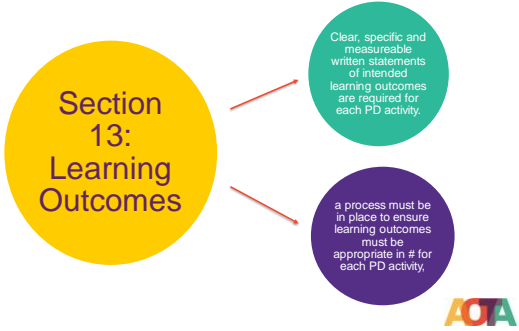 Section
13:
Learning
Outcomes
Clear, specific and
measureable
written statements
of intended
learning outcomes
are required for
each PD activity.
a process must be
in place to ensure
learning outcomes
must be
appropriate in # for
each PD activity,
AOTA